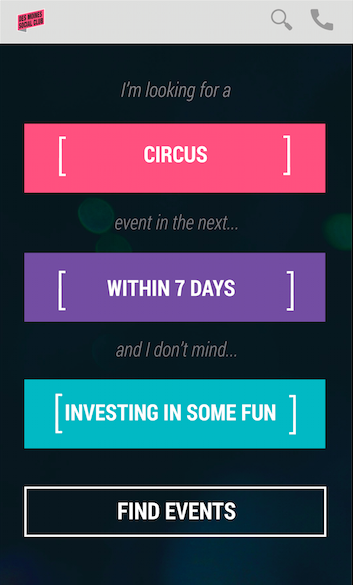 DES MOINES
SOCIAL CLUB
I'm looking for a
[ CIRCUS ]
event in the next...
[ WITHIN 7 DAYS ]
and I don't mind...
[ INVESTING IN SOME FUN ]
FIND EVENTS